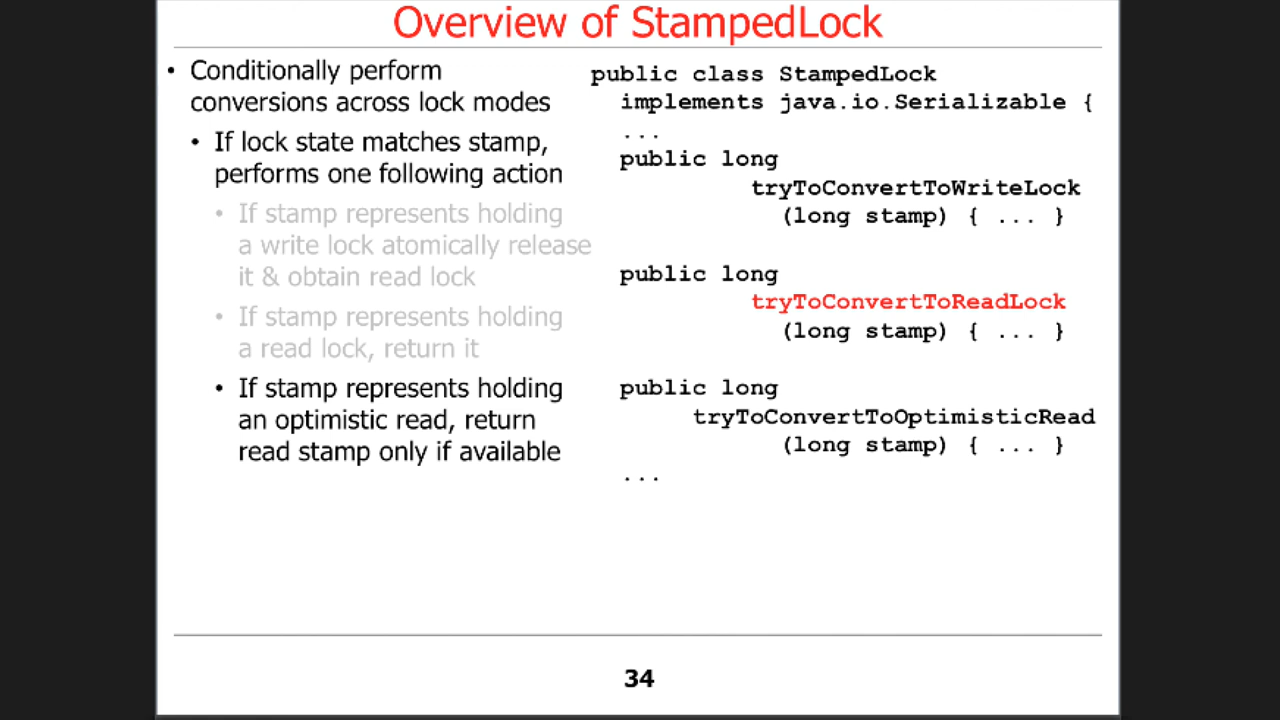 Overview of StampedLock
• Conditionally perform
conversions across lock modes
• If lock state matches stamp,
performs one following action
• If stamp represents holding
a write lock atomically release
it & obtain read lock
• If stamp represents holding
a read lock, return it
• If stamp represents holding
an optimistic read, return
read stamp only if available
public class StampedLock
implements java.io.Serializable {
...
public long
tryToConvertToWriteLock
(long stamp) { ... }
public long
tryToConvertToReadLock
(long stamp) { ... }
public long
tryToConvertToOptimisticRead
(long stamp) { ... }
...
34